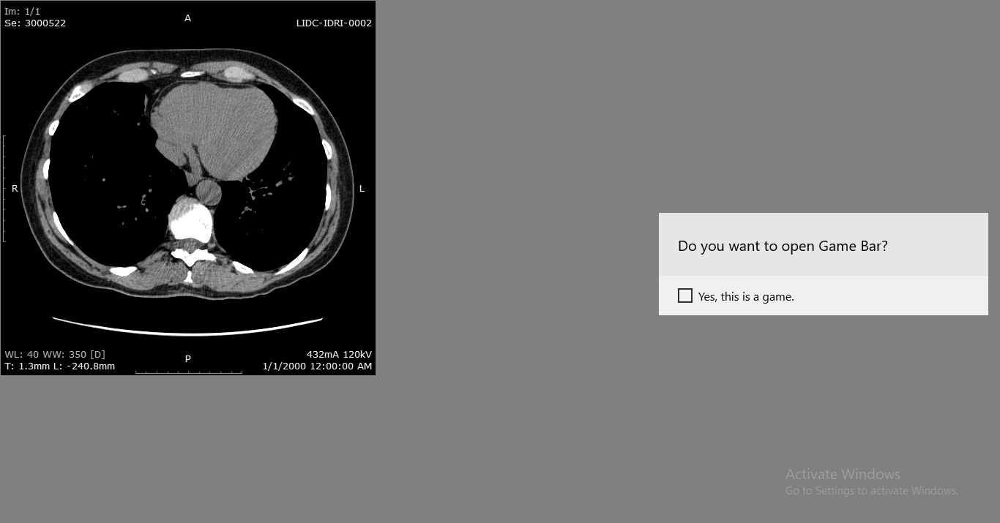 Im: 1/1
Se: 3000522
A
LIDC-IDRI-0002
R
L
WL: 40 WW: 350 [D]
T: 1.3mm L: -240.8mm
P
432mA 120kV
1/1/2000 12:00:00 AM
Do you want to open Game Bar?
Yes, this is a game.
Activate Windows
Go to Settings to activate Windows.